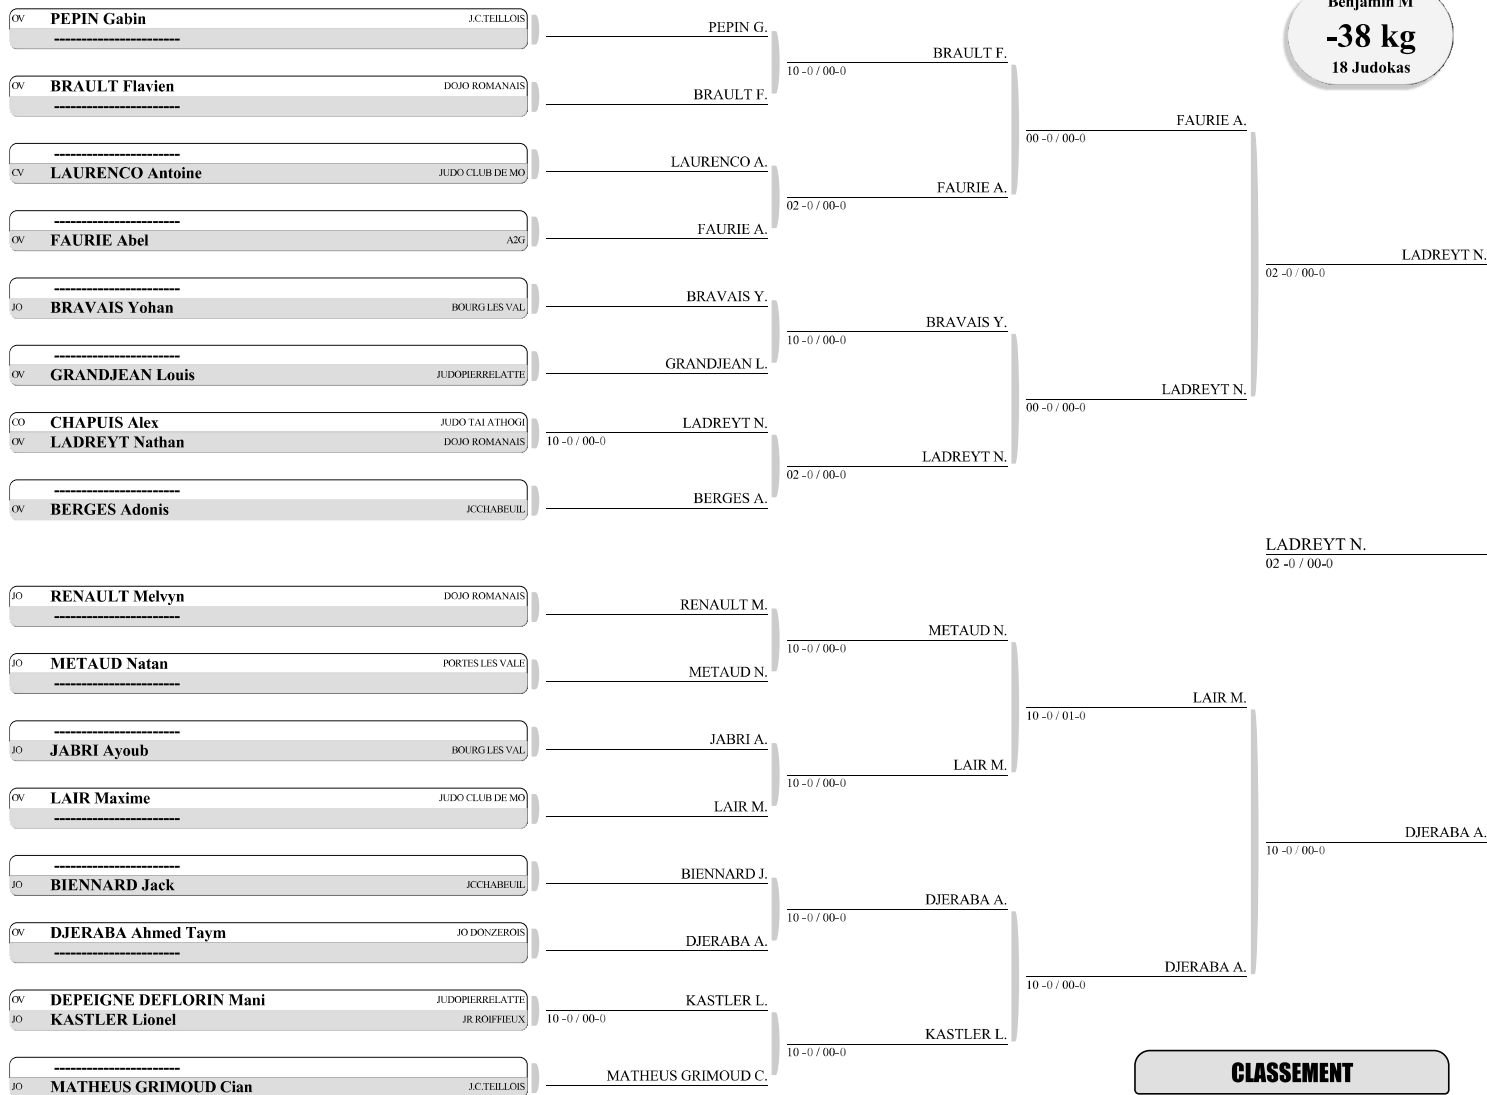 Benjamin M
-38 kg
18 Judokas
OV PEPIN Gabin J.C.TEILLOIS
-----------------------
OV BRAULT Flavien DOJO ROMANAIS
-----------------------
-----------------------
CV LAURENCO Antoine JUDO CLUB DE MO
-----------------------
OV FAURIE Abel A2G
-----------------------
JO BRAVAIS Yohan BOURG LES VAL
-----------------------
OV GRANDJEAN Louis JUDOPIERRELATTE
CO CHAPUIS Alex JUDO TAI ATHOGI
OV LADREYT Nathan DOJO ROMANAIS
-----------------------
OV BERGES Adonis JCCHABEUIL
JO RENAULT Melvyn DOJO ROMANAIS
-----------------------
JO METAUD Natan PORTES LES VALE
-----------------------
-----------------------
JO JABRI Ayoub BOURG LES VAL
OV LAIR Maxime JUDO CLUB DE MO
-----------------------
-----------------------
JO BIENNARD Jack JCCHABEUIL
OV DJERABA Ahmed Taym JO DONZEROIS
-----------------------
OV DEPEIGNE DEFLORIN Mani JUDOPIERRELATTE
JO KASTLER Lionel JR ROIFFIEUX
-----------------------
JO MATHEUS GRIMOUD Cian J.C.TEILLOIS
PEPIN G.
BRAULT F.
LAURENCO A.
FAURIE A.
BRAVAIS Y.
GRANDJEAN L.
LADREYT N.
10 -0 / 00-0
BERGES A.
RENAULT M.
METAUD N.
JABRI A.
LAIR M.
BIENNARD J.
DJERABA A.
KASTLER L.
10 -0 / 00-0
MATHEUS GRIMOUD C.
BRAULT F.
10 -0 / 00-0
FAURIE A.
02 -0 / 00-0
BRAVAIS Y.
10 -0 / 00-0
LADREYT N.
02 -0 / 00-0
METAUD N.
10 -0 / 00-0
LAIR M.
10 -0 / 00-0
DJERABA A.
10 -0 / 00-0
KASTLER L.
10 -0 / 00-0
FAURIE A.
00 -0 / 00-0
LADREYT N.
00 -0 / 00-0
LAIR M.
10 -0 / 01-0
DJERABA A.
10 -0 / 00-0
LADREYT N.
02 -0 / 00-0
LADREYT N.
02 -0 / 00-0
DJERABA A.
10 -0 / 00-0
CLASSEMENT